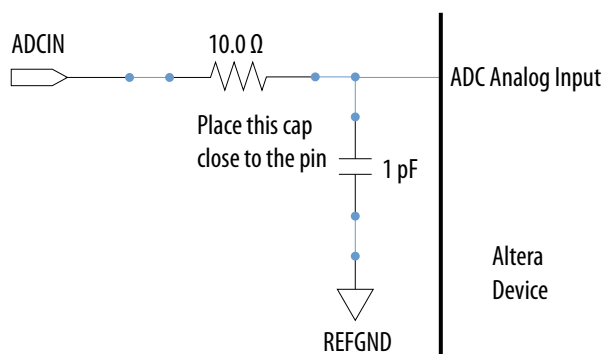 ADCIN
10.0 Ω
ADC Analog Input
Place this cap
close to the pin
1 pF
Altera
Device
REFGND